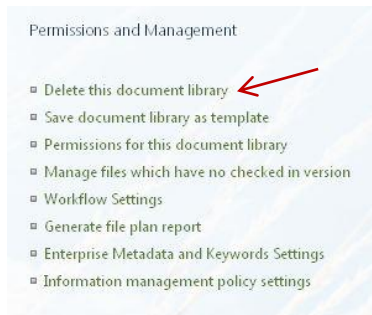 Permissions and Management
Delete this document library
Save document library as template
Permissions for this document library
Manage files which have no checked in version
Workflow Settings
Generate file plan report
Enterprise Metadata and Keywords Settings
Information management policy settings